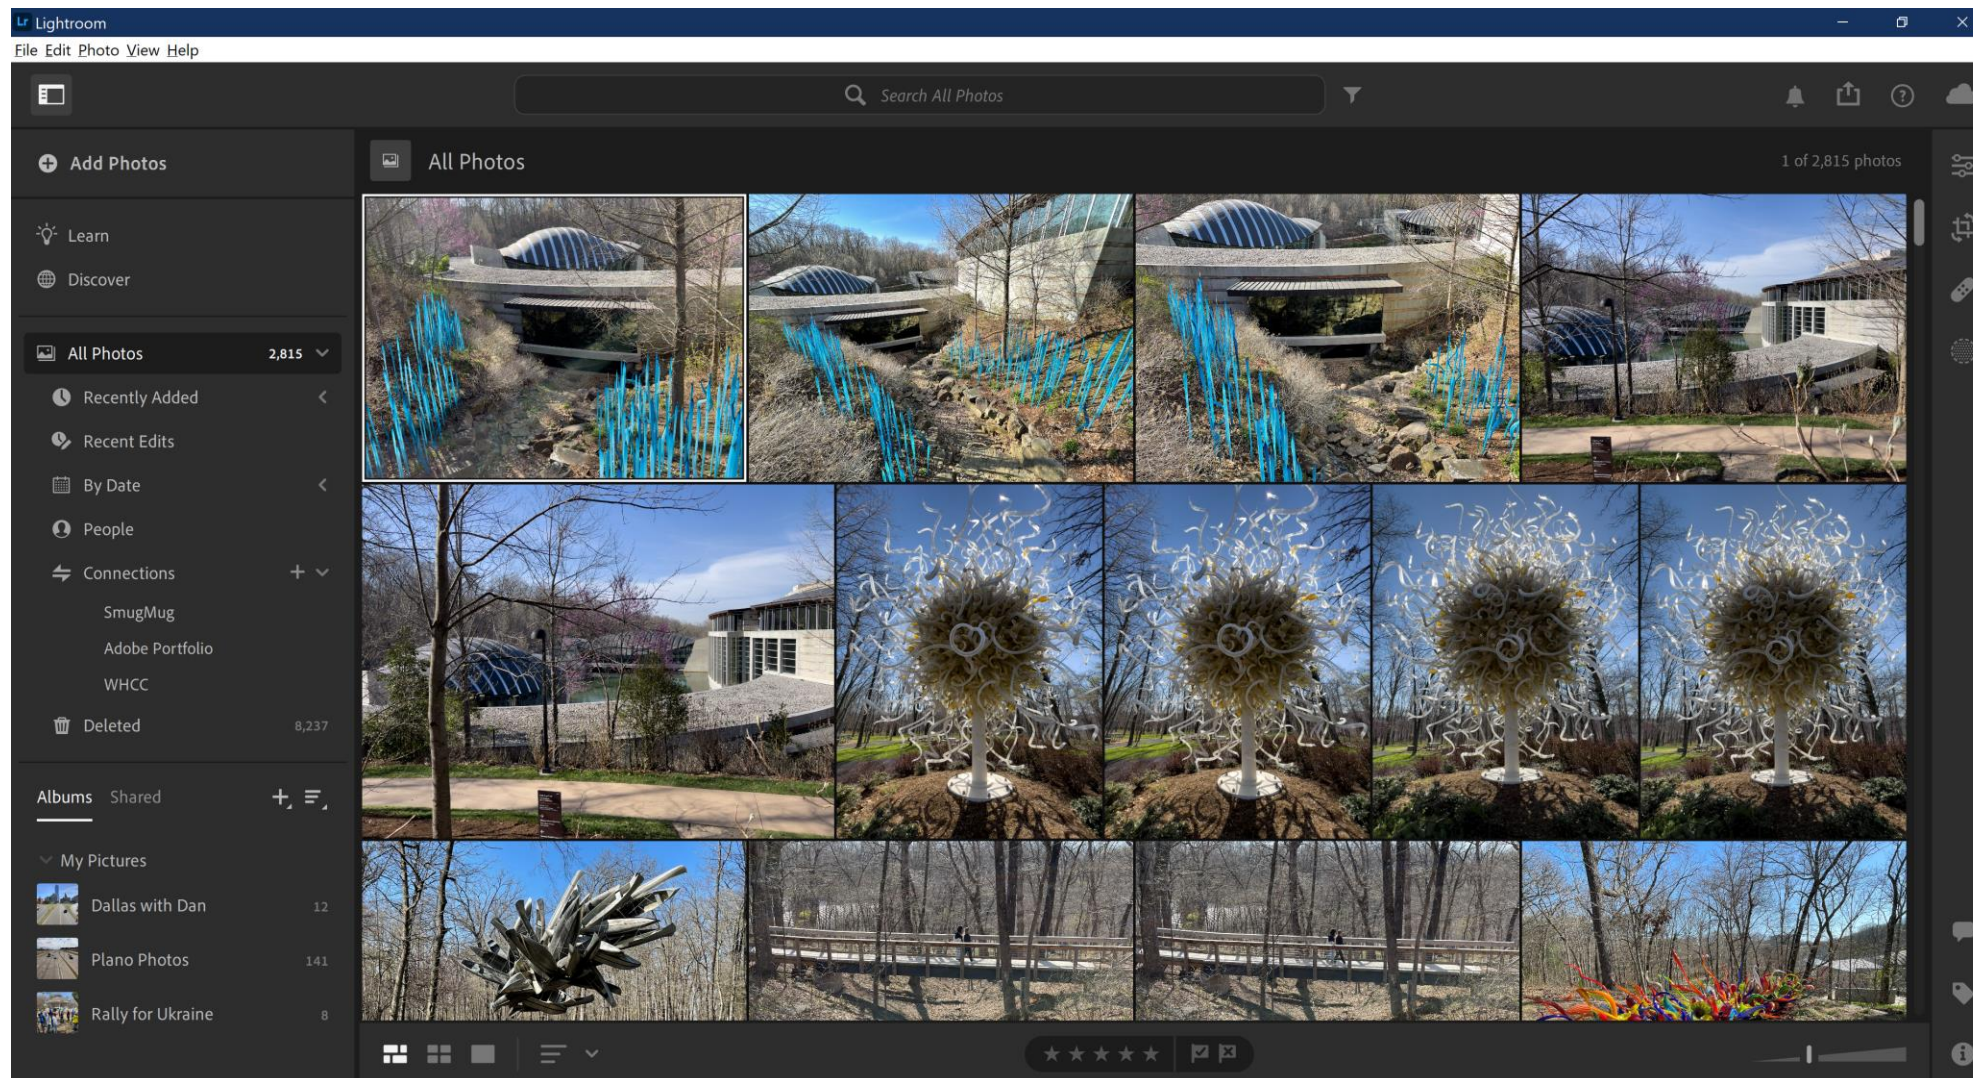 Lr Lightroom
File Edit Photo View Help
Search All Photos
Add Photos
All Photos
1 of 2,815 photos
Learn
Discover
All Photos 2,815
Recently Added
Recent Edits
By Date
People
Connections
SmugMug
Adobe Portfolio
WHCC
Deleted 8,237
Albums Shared
My Pictures
Dallas with Dan 12
Plano Photos 141
Rally for Ukraine 8